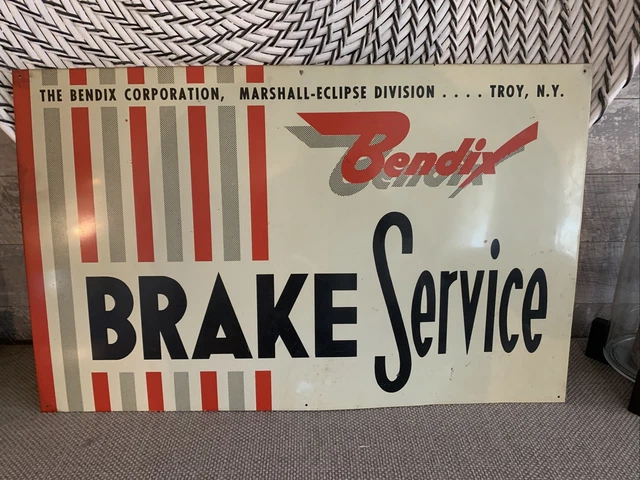 THE BENDIX CORPORATION, MARSHALL-ECLIPSE DIVISION .... TROY, N.Y.
Bendix
BRAKE Service